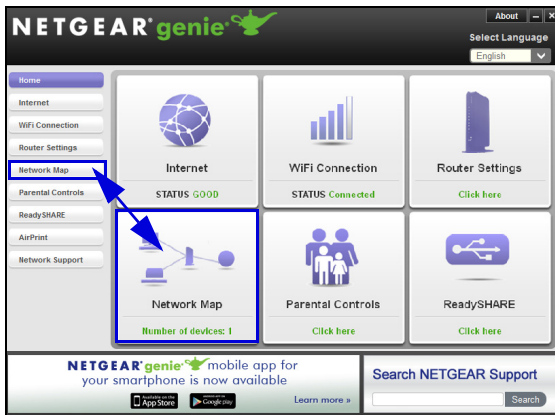 NETGEAR® genie®
About
Select Language
English
Home
Internet
WiFi Connection
Router Settings
Network Map
Parental Controls
ReadySHARE
AirPrint
Network Support
Internet
STATUS GOOD
WiFi Connection
STATUS Connected
Router Settings
Click here
Network Map
Number of devices: 1
Parental Controls
Click here
ReadySHARE
Click here
NETGEAR® genie® mobile app for
your smartphone is now available
Available on the
App Store
Google play
Learn more »
Search NETGEAR Support
Search